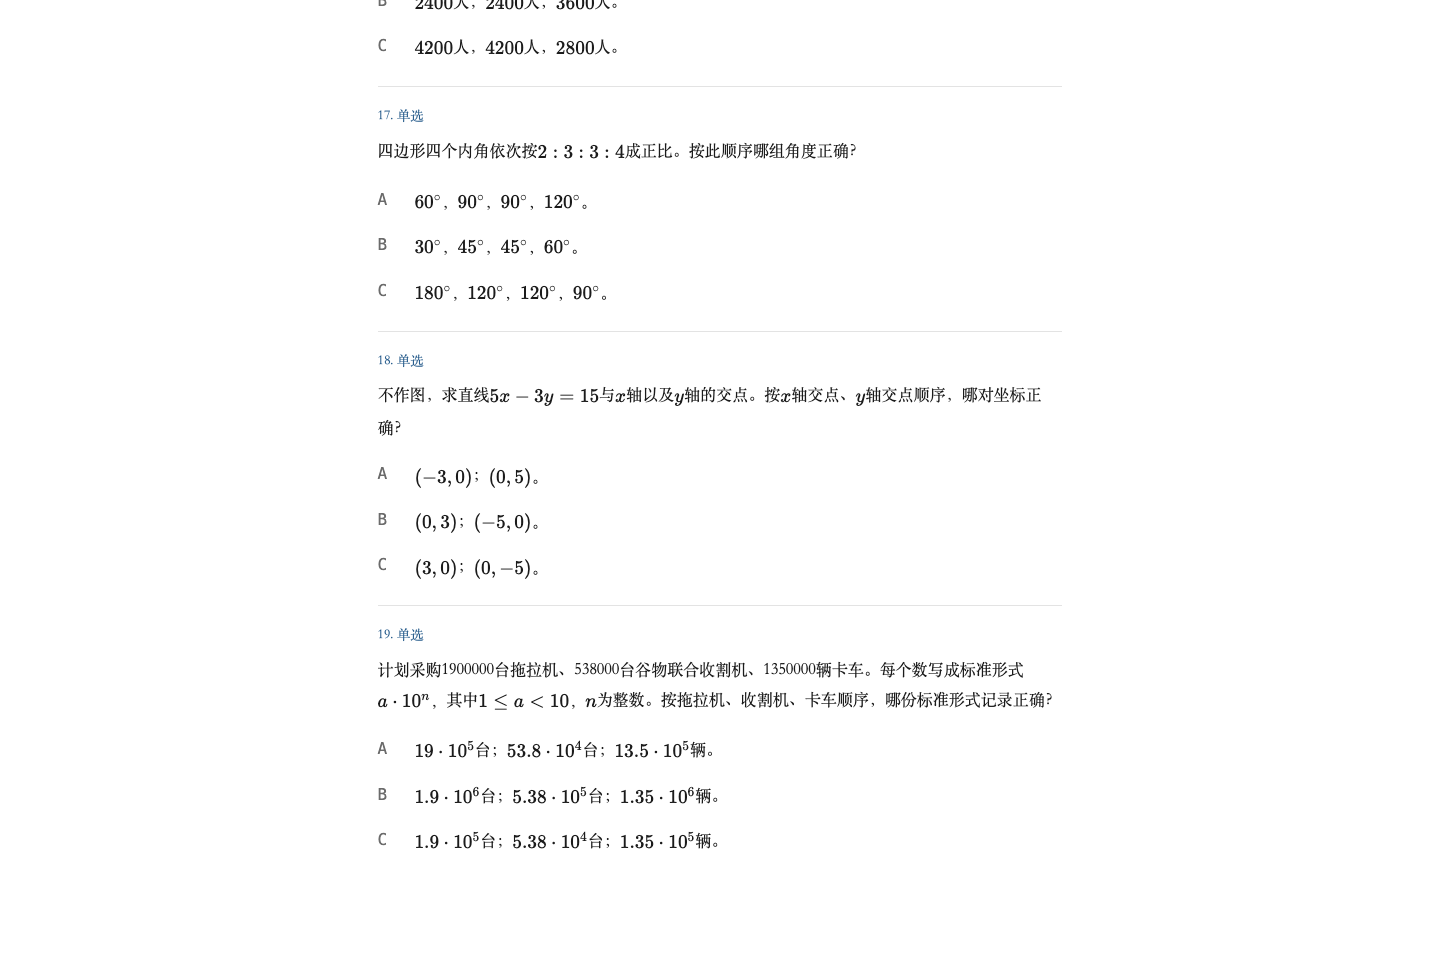 B 2400人，2400人，3600人。
C 4200人，4200人，2800人。
17. 单选
四边形四个内角依次按2 : 3 : 3 : 4成正比。按此顺序哪组角度正确？
A 60°，90°，90°，120°。
B 30°，45°，45°，60°。
C 180°，120°，120°，90°。
18. 单选
不作图，求直线5x − 3y = 15与x轴以及y轴的交点。按x轴交点、y轴交点顺序，哪对坐标正
确？
A (−3, 0)；(0, 5)。
B (0, 3)；(−5, 0)。
C (3, 0)；(0, −5)。
19. 单选
计划采购1900000台拖拉机、538000台谷物联合收割机、1350000辆卡车。每个数写成标准形式
a · 10ⁿ，其中1 ≤ a < 10，n为整数。按拖拉机、收割机、卡车顺序，哪份标准形式记录正确？
A 19 · 10⁵台；53.8 · 10⁴台；13.5 · 10⁵辆。
B 1.9 · 10⁶台；5.38 · 10⁵台；1.35 · 10⁶辆。
C 1.9 · 10⁵台；5.38 · 10⁴台；1.35 · 10⁵辆。